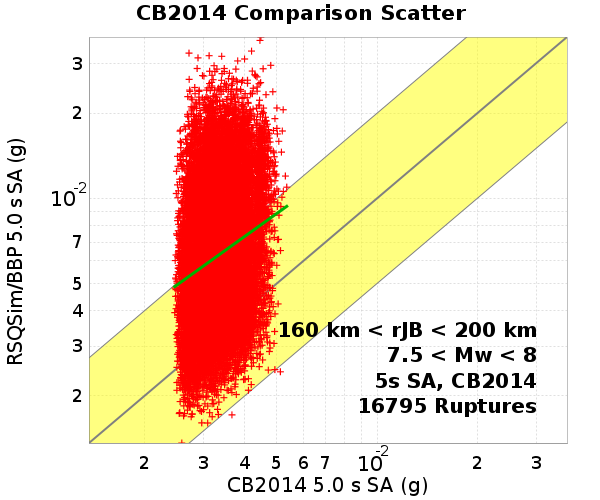 CB2014 Comparison Scatter
RSQSim/BBP 5.0 s SA (g)
3
2
10-2
7
5
4
3
2
160 km < rJB < 200 km
7.5 < Mw < 8
5s SA, CB2014
16795 Ruptures
2 3 4 5 6 7 10-2 2 3
CB2014 5.0 s SA (g)